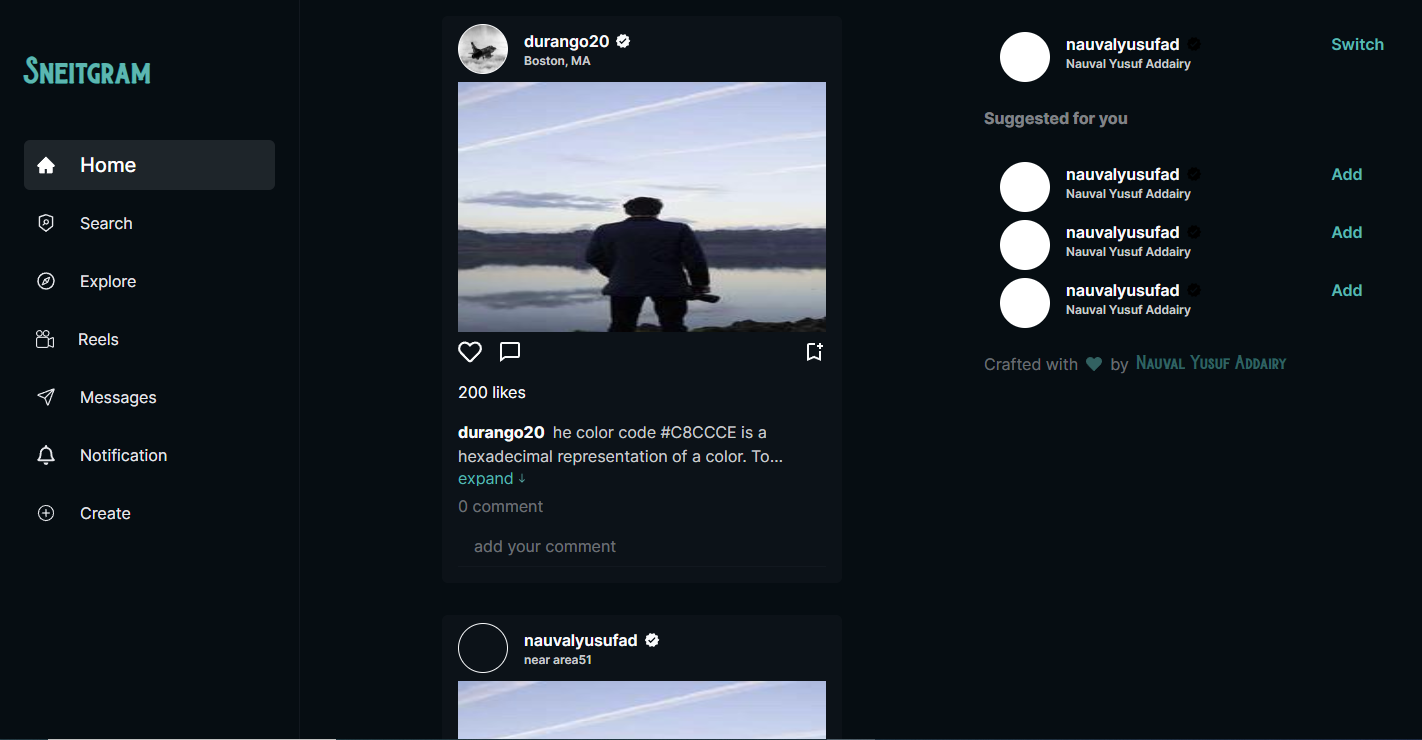 Sneitgram
Home
Search
Explore
Reels
Messages
Notification
Create
durango20
Boston, MA
200 likes
durango20 he color code #C8CCCE is a
hexadecimal representation of a color. To...
expand ↓
0 comment
add your comment
nauvalyusufad
near area51
nauvalyusufad Switch
Nauval Yusuf Addairy
Suggested for you
nauvalyusufad Add
Nauval Yusuf Addairy
nauvalyusufad Add
Nauval Yusuf Addairy
nauvalyusufad Add
Nauval Yusuf Addairy
Crafted with ♥ by Nauval Yusuf Addairy